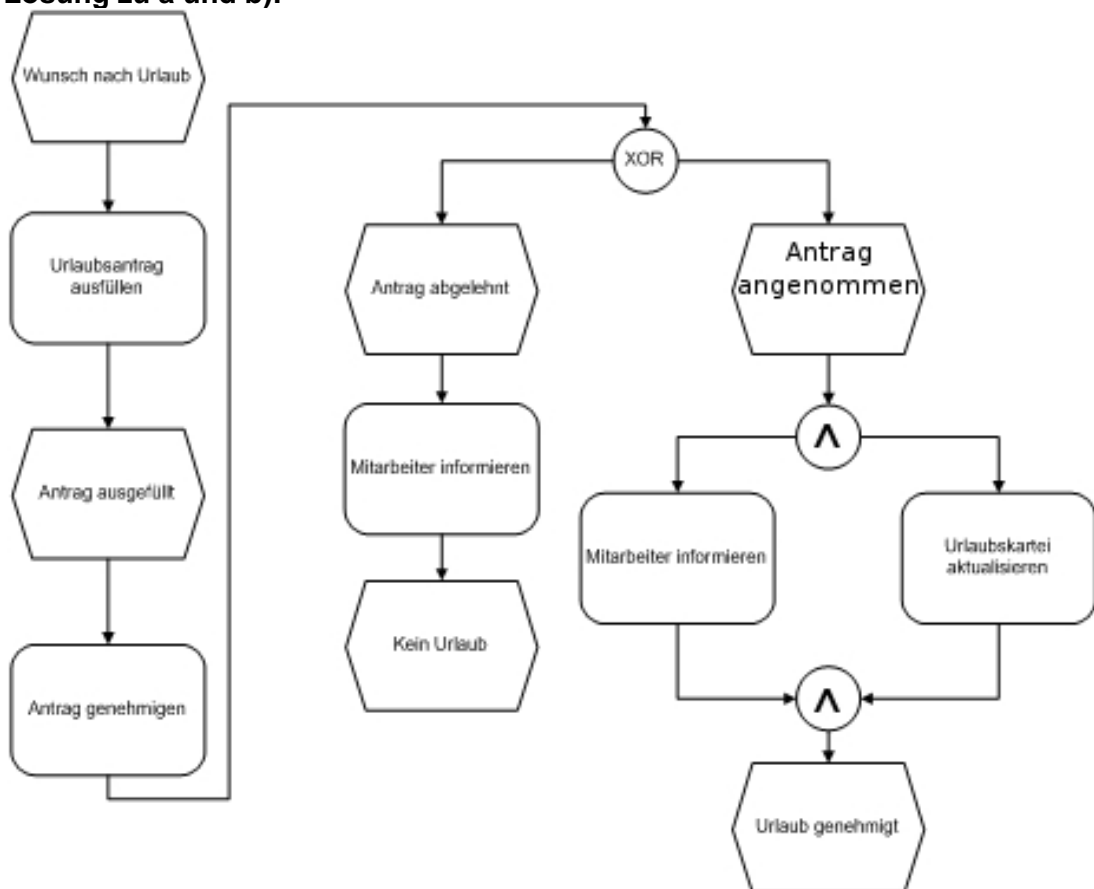 Lösung zu a und b):
Wunsch nach Urlaub
Urlaubsantrag
ausfüllen
Antrag ausgefüllt
Antrag genehmigen
XOR
Antrag abgelehnt
Mitarbeiter informieren
Kein Urlaub
Antrag
angenommen
∧
Mitarbeiter informieren
Urlaubskartei
aktualisieren
∧
Urlaub genehmigt